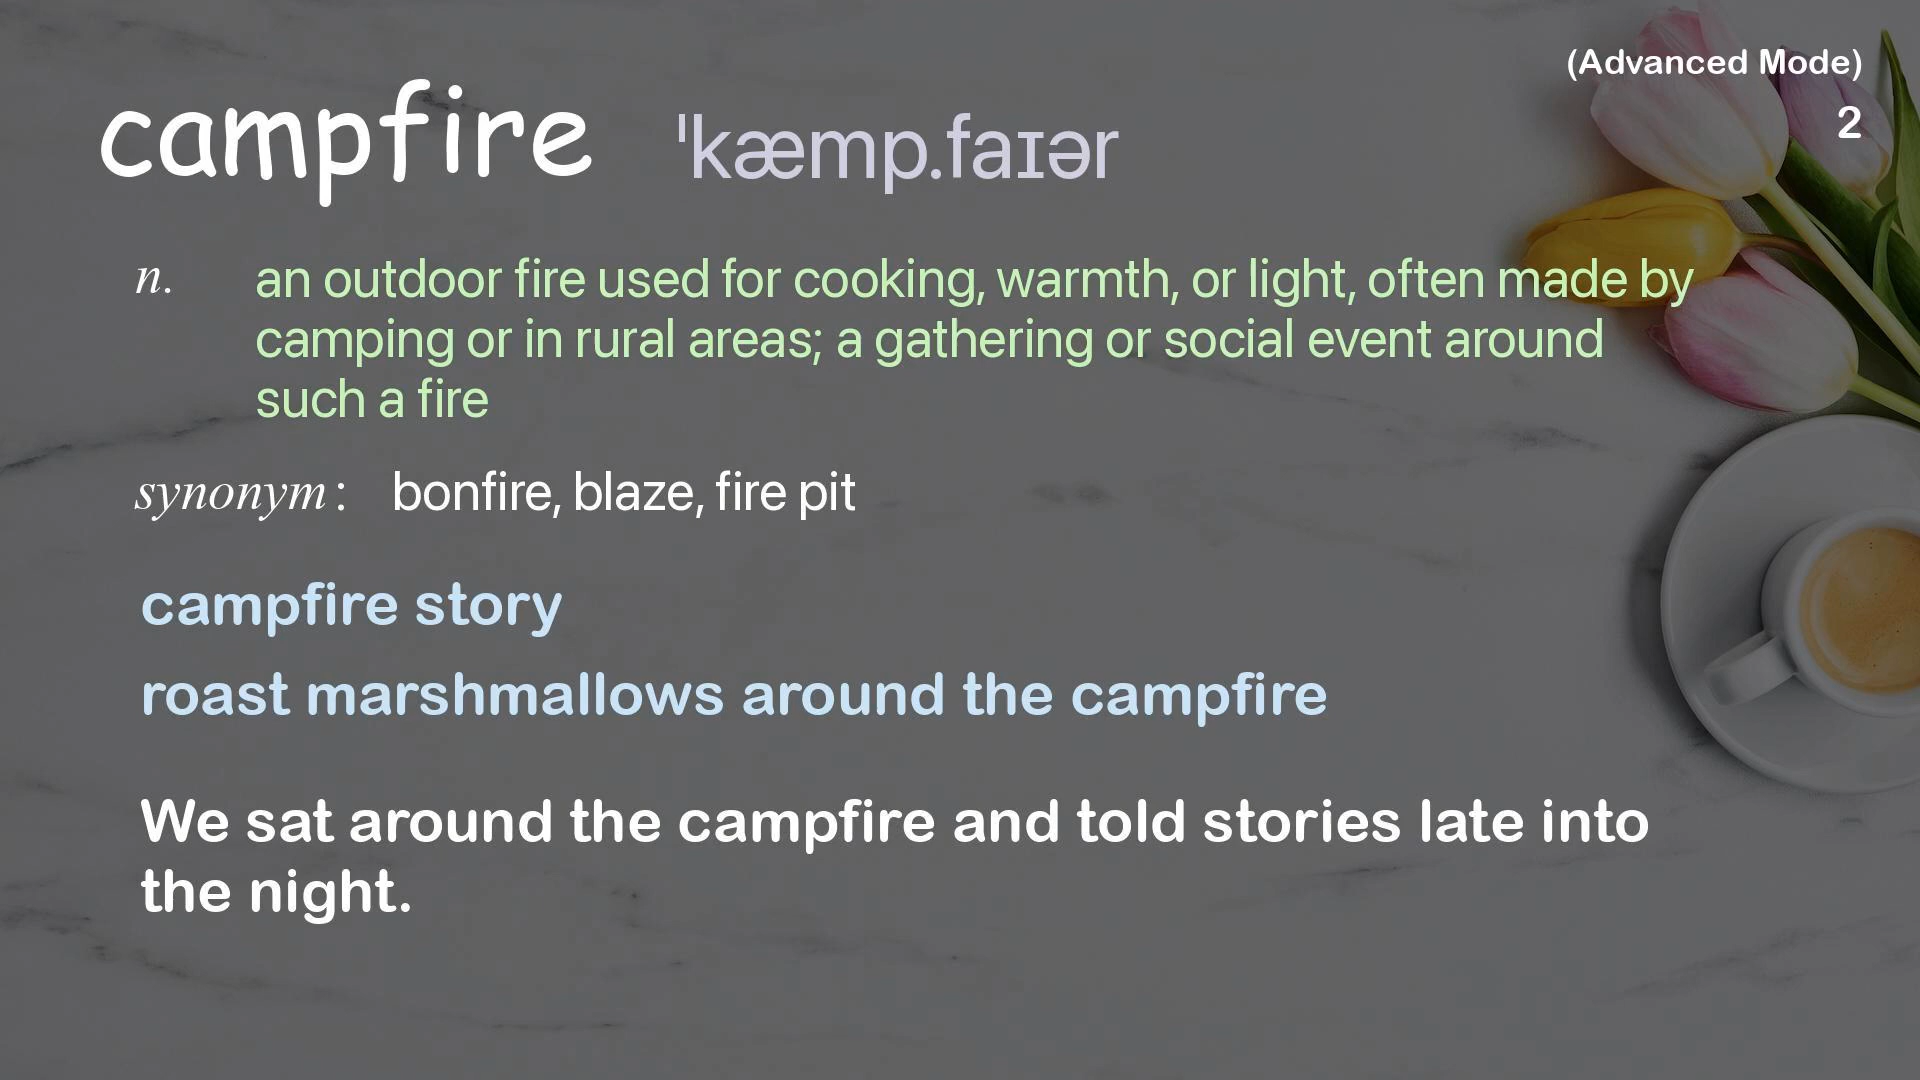 (Advanced Mode)
2
campfire ˈkæmp.faɪər
n. an outdoor fire used for cooking, warmth, or light, often made by
camping or in rural areas; a gathering or social event around
such a fire
synonym: bonfire, blaze, fire pit
campfire story
roast marshmallows around the campfire
We sat around the campfire and told stories late into
the night.